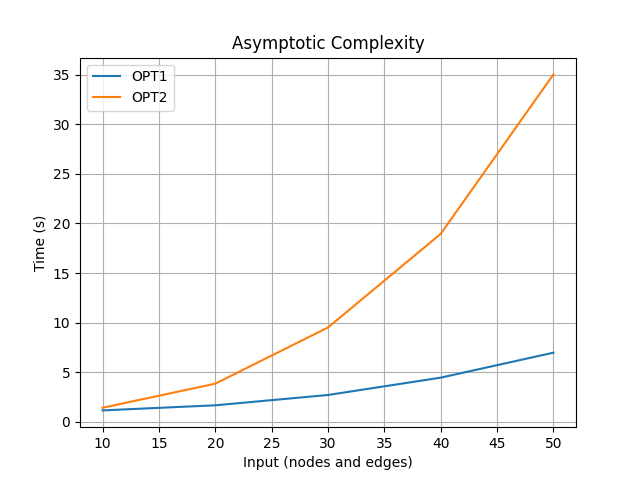 Asymptotic Complexity
OPT1
OPT2
35
30
25
20
15
10
5
0
Time (s)
10 15 20 25 30 35 40 45 50
Input (nodes and edges)